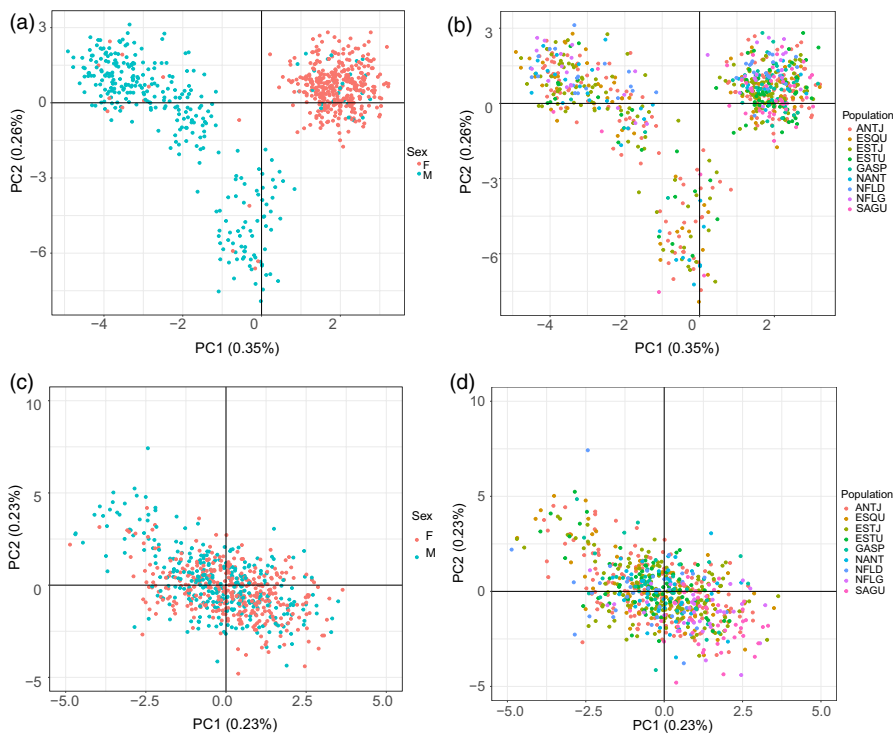 (a)
3
0
−3
−6
PC2 (0.26%)
−4
−2
0
2
PC1 (0.35%)
Sex
F
M
(b)
3
0
−3
−6
PC2 (0.26%)
−4
−2
0
2
PC1 (0.35%)
Population
ANTJ
ESQU
ESTJ
ESTU
GASP
NANT
NFLD
NFLG
SAGU
(c)
10
5
0
−5
PC2 (0.23%)
−5.0
−2.5
0.0
2.5
5.0
PC1 (0.23%)
Sex
F
M
(d)
10
5
0
−5
PC2 (0.23%)
−5.0
−2.5
0.0
2.5
5.0
PC1 (0.23%)
Population
ANTJ
ESQU
ESTJ
ESTU
GASP
NANT
NFLD
NFLG
SAGU